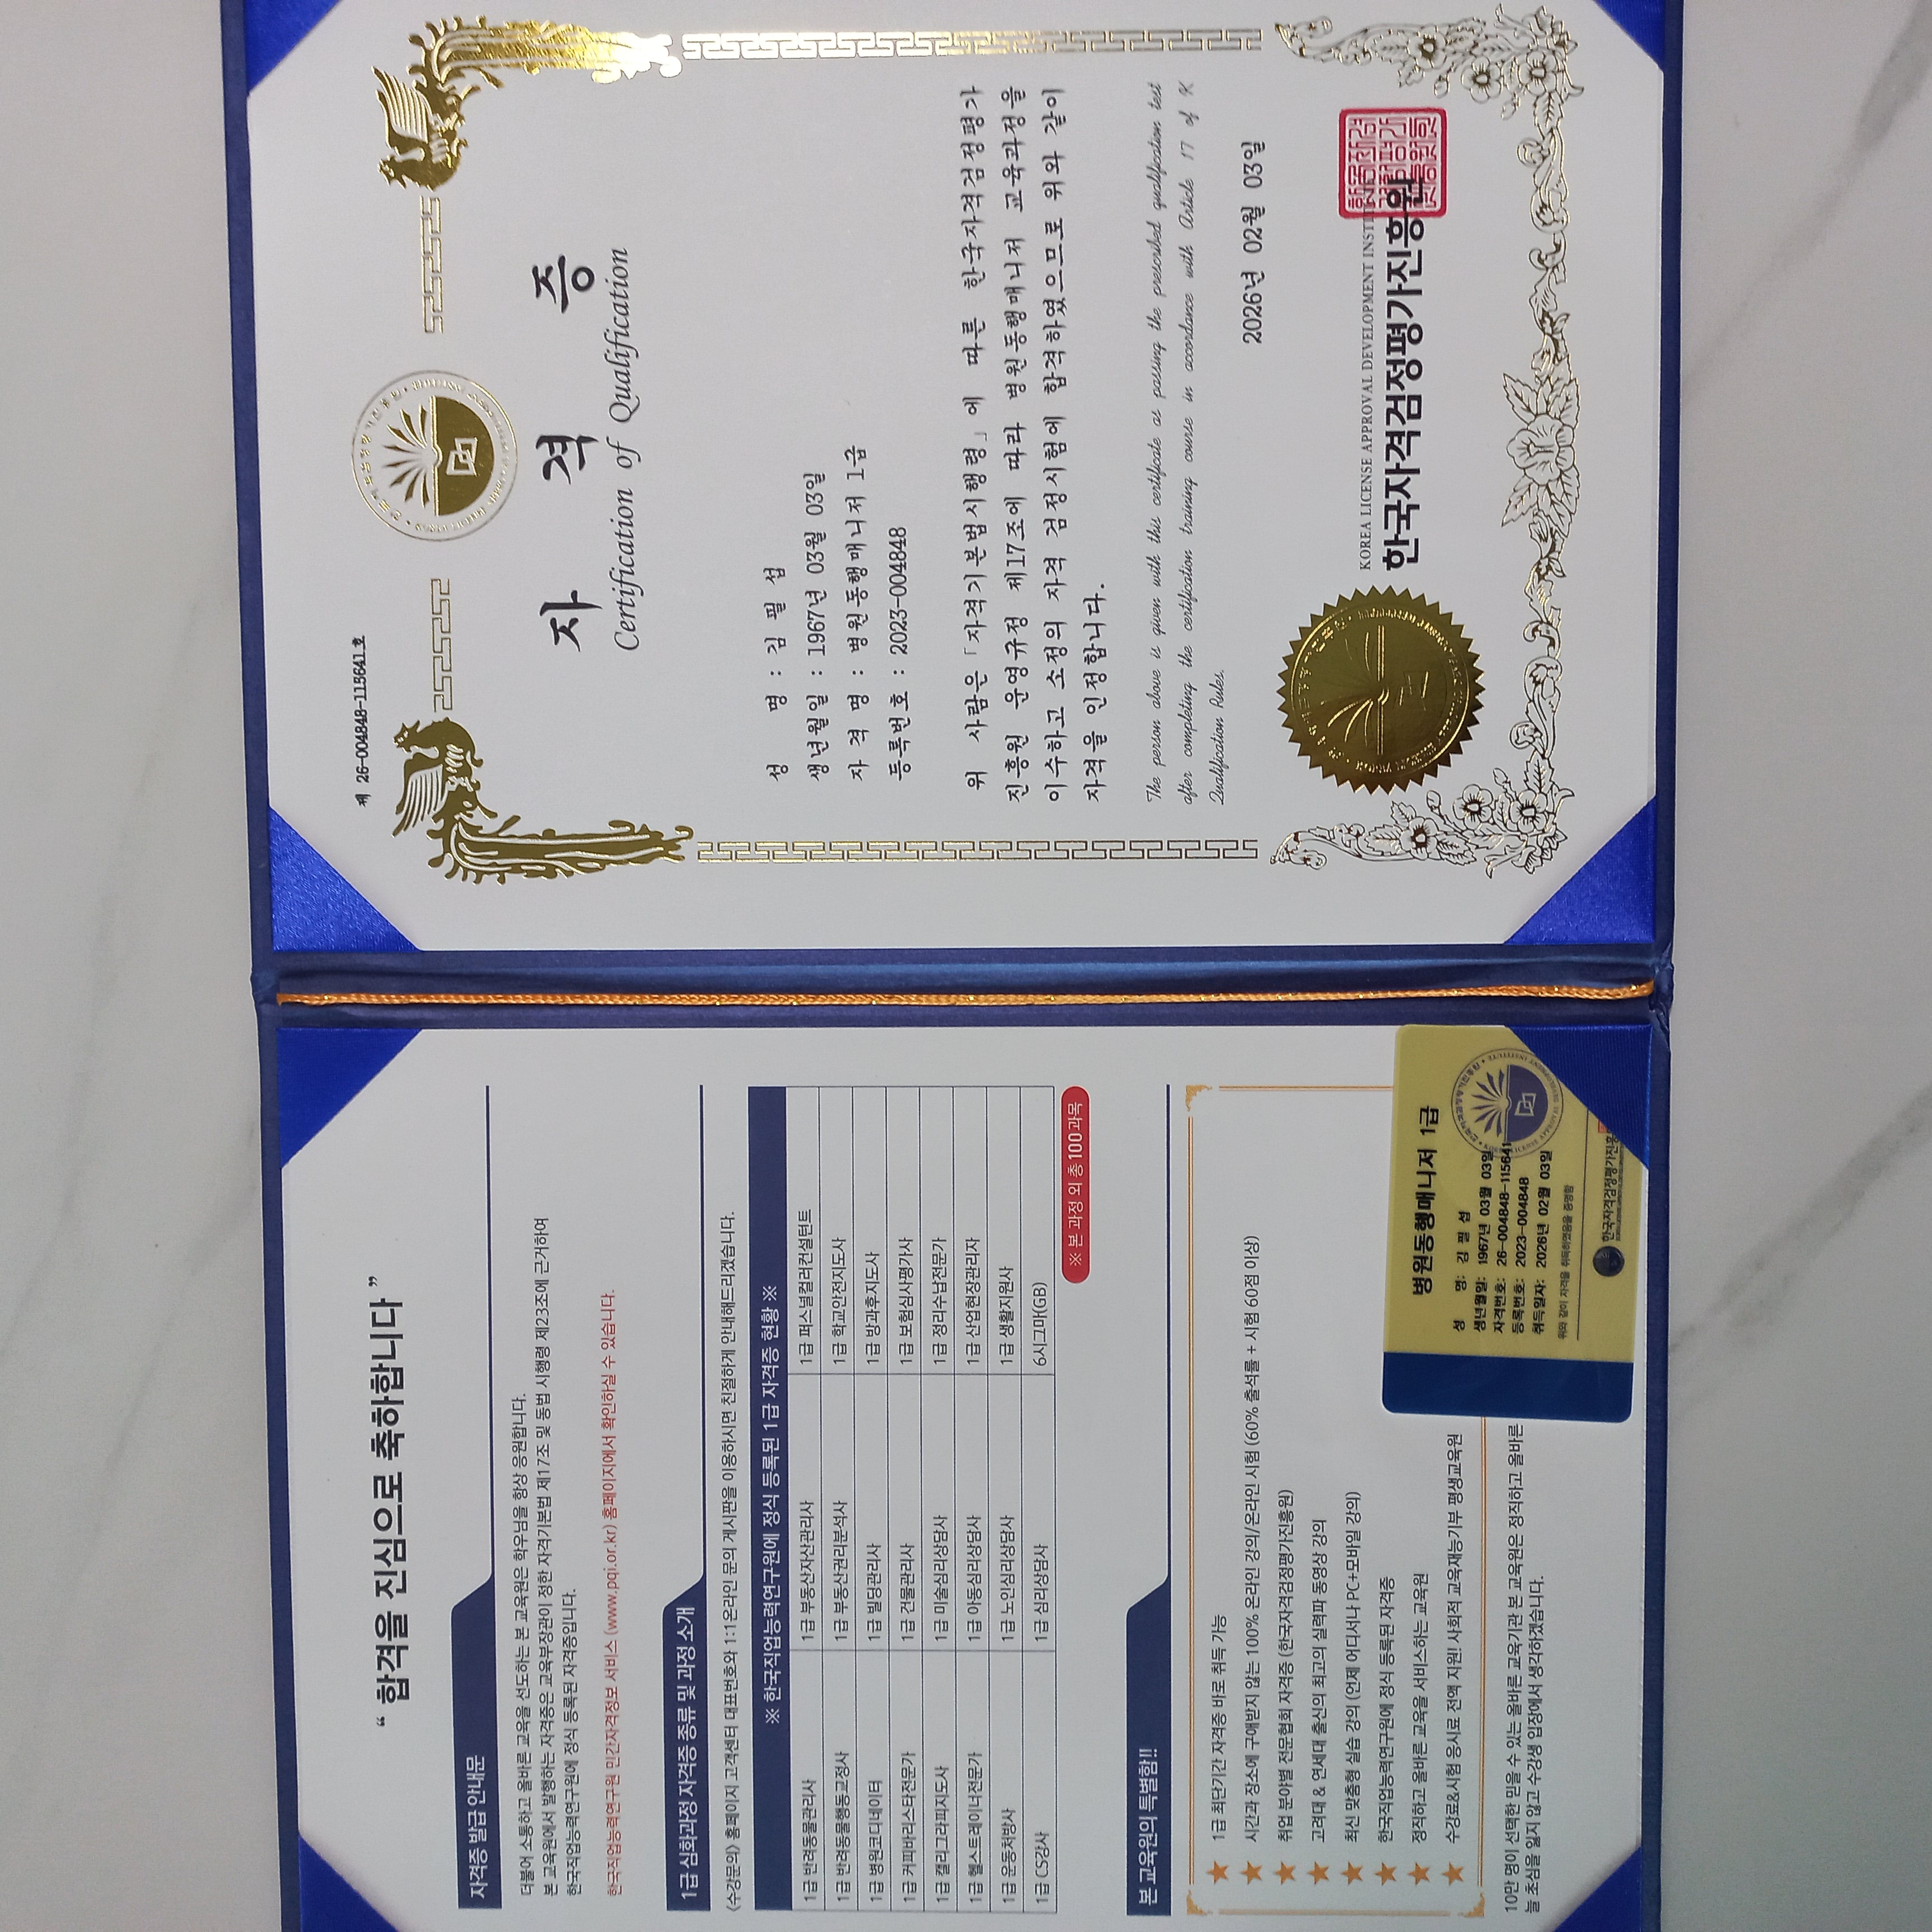 “ 합격을 진심으로 축하합니다 ”
자격증 발급 안내문
더불어 소통하고 올바른 교육을 선도하는 본 교육원은 학우님을 항상 응원합니다.
본 교육원에서 발행하는 자격증은 교육부장관이 정한 자격기본법 제17조 및 동법 시행령 제23조에 근거하여
한국직업능력연구원에 정식 등록된 자격증입니다.
한국직업능력연구원 민간자격정보 서비스 (www.pqi.or.kr) 홈페이지에서 확인하실 수 있습니다.
1급 심화과정 자격증 종류 및 과정 소개
(수강문의) 홈페이지 고객센터 대표번호와 1:1온라인 문의 게시판을 이용하시면 친절하게 안내해드리겠습니다.
※ 한국직업능력연구원에 정식 등록된 1급 자격증 현황 ※
1급 반려동물관리사 1급 부동산자산관리사 1급 퍼스널컬러컨설턴트
1급 반려동물행동교정사 1급 부동산권리분석사 1급 학교안전지도사
1급 병원코디네이터 1급 빌딩관리사 1급 방과후지도사
1급 커피바리스타전문가 1급 건물관리사 1급 보험심사평가사
1급 캘리그라피지도사 1급 미술심리상담사 1급 정리수납전문가
1급 헬스트레이너전문가 1급 아동심리상담사 1급 산업현장관리자
1급 운동처방사 1급 노인심리상담사 1급 생활지원사
1급 CS강사 1급 심리상담사 6시그마(GB)
※ 본 과정 외 총 100과목
본 교육원의 특별함!!
★ 1급 최단기간 자격증 바로 취득 가능
★ 시간과 장소에 구애받지 않는 100% 온라인 강의/온라인 시험 (60% 출석률 + 시험 60점 이상)
★ 취업 분야별 전문협회 자격증 (한국자격검정평가진흥원)
★ 고려대 & 연세대 출신의 최고의 실력파 동영상 강의
★ 최신 맞춤형 실습 강의 (언제 어디서나 PC+모바일 강의)
★ 한국직업능력연구원에 정식 등록된 자격증
★ 정직하고 올바른 교육을 서비스하는 교육원
★ 수강료&시험 응시료 전액 지원! 사회적 교육재능기부 평생교육원
10만 명이 선택한 믿을 수 있는 올바른 교육기관 본 교육원은 정직하고 올바른
늘 초심을 잃지 않고 수강생 입장에서 생각하겠습니다.
병원동행매니저 1급
성 명: 김 필 섭
생년월일: 1967년 03월 03일
자격번호: 26-004848-115641
등록번호: 2023-004848
취득일자: 2026년 02월 03일
위와 같이 자격을 취득하였음을 증명함
한국자격검정평가진흥
제 26-004848-115641 호
자 격 증
Certification of Qualification
성 명 : 김 필 섭
생년월일 : 1967년 03월 03일
자 격 명 : 병원동행매니저 1급
등록번호 : 2023-004848
위 사람은 「자격기본법시행령」에 따른 한국자격검정평가
진흥원 운영규정 제17조에 따라 병원동행매니저 교육과정을
이수하고 소정의 자격 검정시험에 합격하였으므로 위와 같이
자격을 인정합니다.
The person above is given with this certificate as passing the prescribed qualification test
after completing the certification training course in accordance with Article 17 of K
Qualification Rules.
2026년 02월 03일
KOREA LICENSE APPROVAL DEVELOPMENT INSTITUTE
한국자격검정평가진흥원